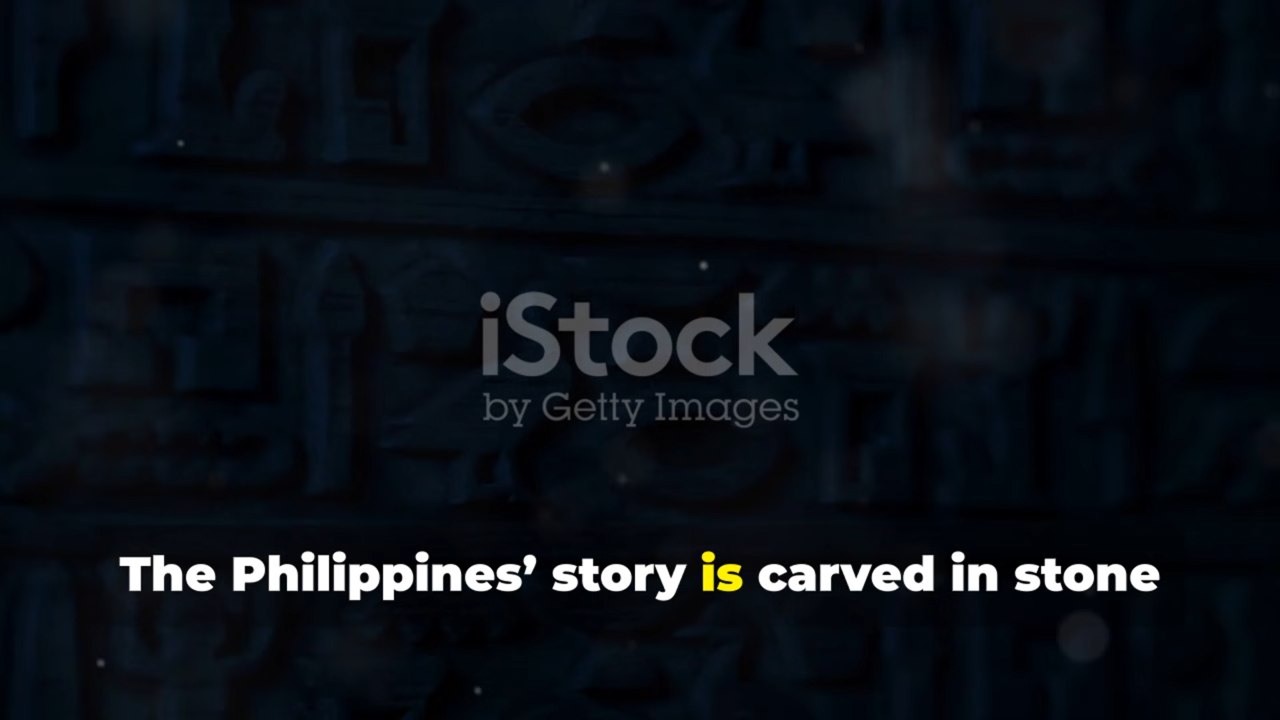 iStock
by Getty Images
The Philippines’ story is carved in stone